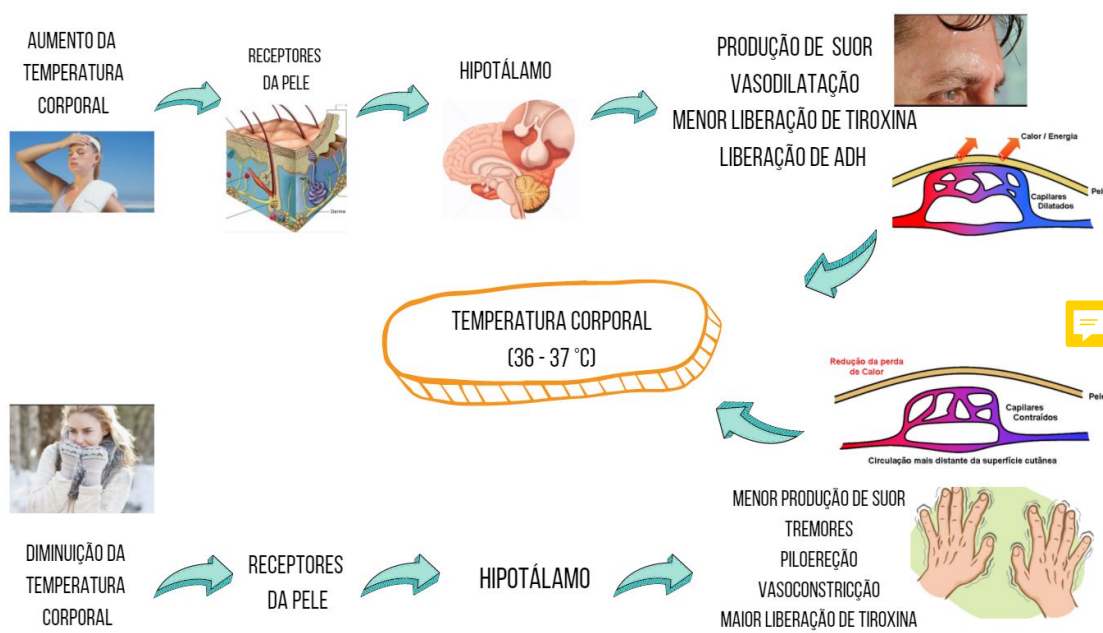 AUMENTO DA
TEMPERATURA
CORPORAL
RECEPTORES
DA PELE
HIPOTÁLAMO
PRODUÇÃO DE SUOR
VASODILATAÇÃO
MENOR LIBERAÇÃO DE TIROXINA
LIBERAÇÃO DE ADH
Derme
Calor / Energia
Capilares
Dilatados
Pel
TEMPERATURA CORPORAL
(36 - 37 °C)
Redução da perda
de Calor
Capilares
Contraídos
Pele
Circulação mais distante da superfície cutânea
DIMINUIÇÃO DA
TEMPERATURA
CORPORAL
RECEPTORES
DA PELE
HIPOTÁLAMO
MENOR PRODUÇÃO DE SUOR
TREMORES
PILOEREÇÃO
VASOCONSTRICÇÃO
MAIOR LIBERAÇÃO DE TIROXINA